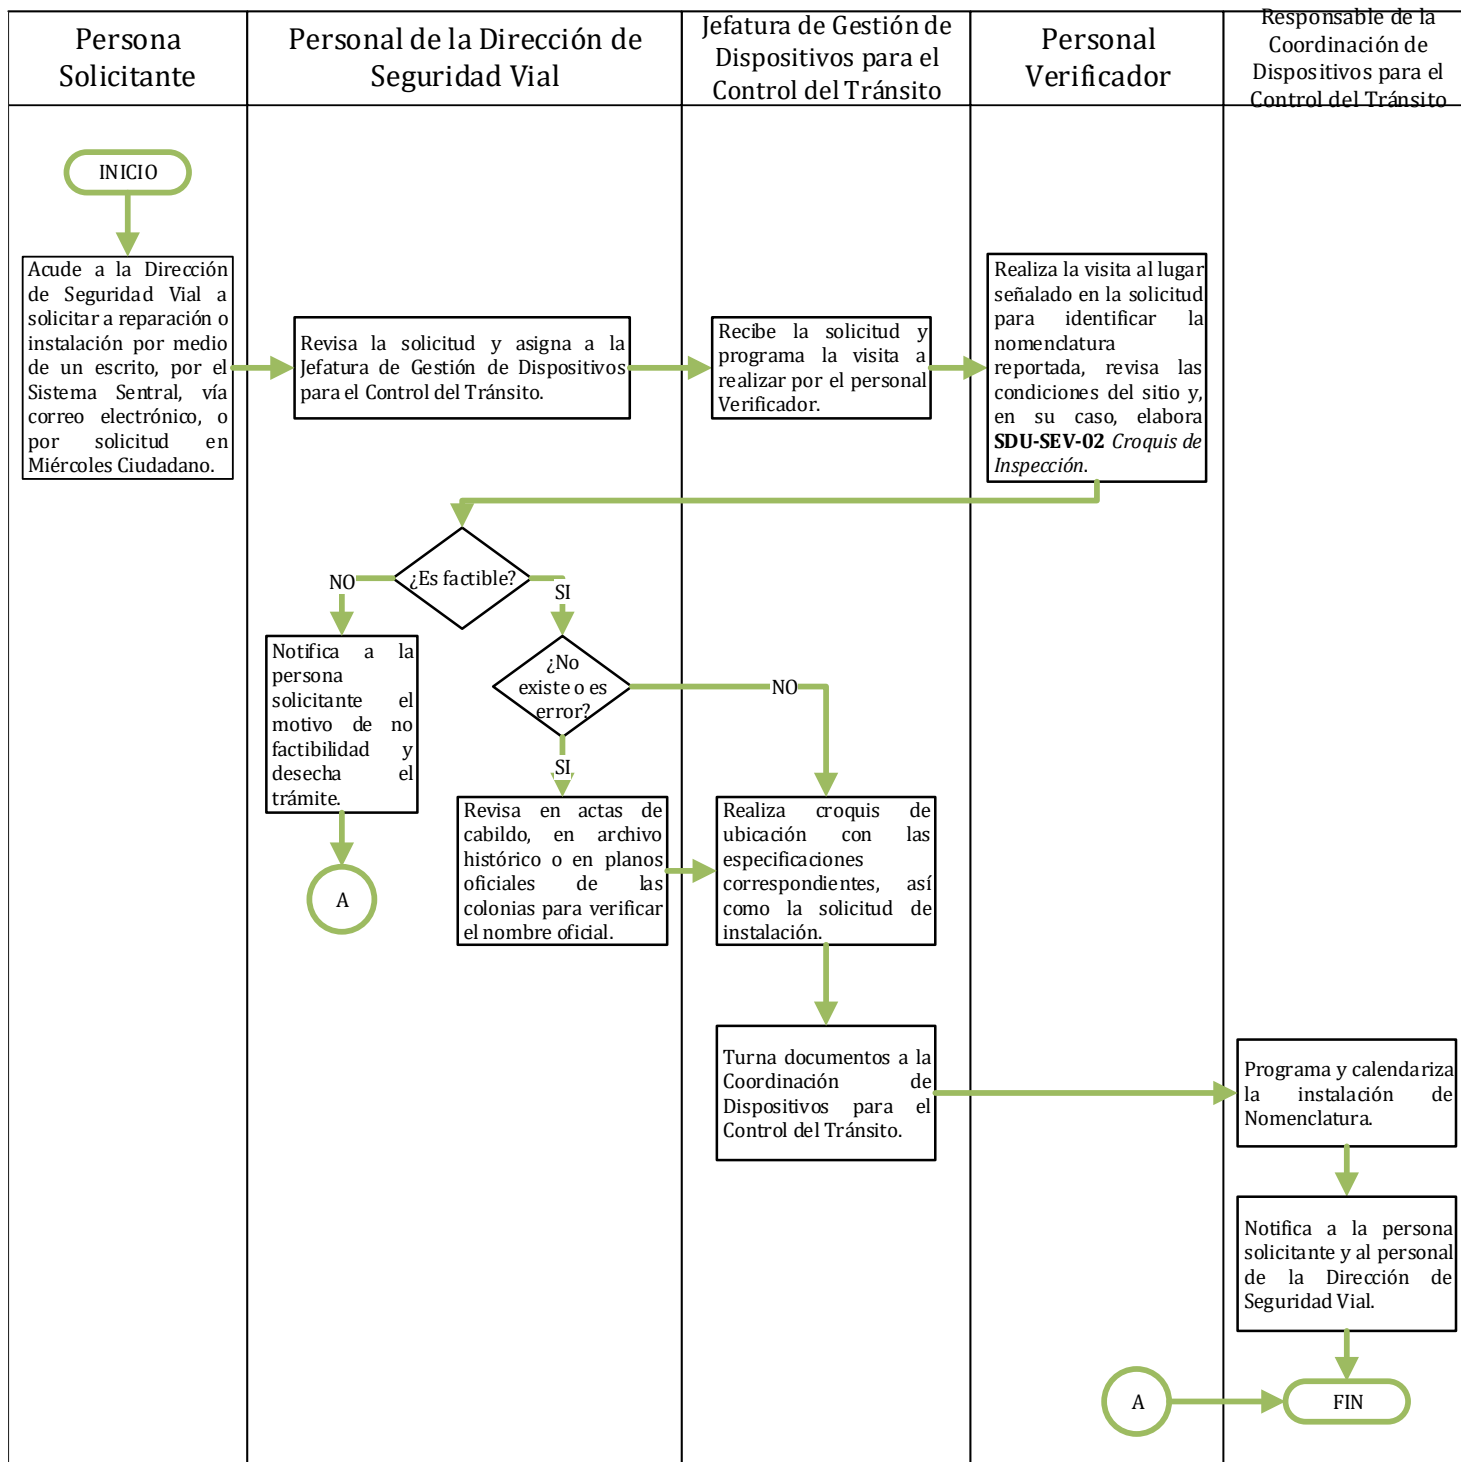 Persona
Solicitante
Personal de la Dirección de
Seguridad Vial
Jefatura de Gestión de
Dispositivos para el
Control del Tránsito
Personal
Verificador
Responsable de la
Coordinación de
Dispositivos para el
Control del Tránsito
INICIO
Acude a la Dirección
de Seguridad Vial a
solicitar a reparación o
instalación por medio
de un escrito, por el
Sistema Sentral, vía
correo electrónico, o
por solicitud en
Miércoles Ciudadano.
Revisa la solicitud y asigna a la
Jefatura de Gestión de Dispositivos
para el Control del Tránsito.
Recibe la solicitud y
programa la visita a
realizar por el personal
Verificador.
Realiza la visita al lugar
señalado en la solicitud
para identificar la
nomenclatura
reportada, revisa las
condiciones del sitio y,
en su caso, elabora
SDU-SEV-02 Croquis de
Inspección.
¿Es factible?
NO
SI
Notifica a la
persona
solicitante el
motivo de no
factibilidad y
desecha el
trámite.
¿No
existe o es
error?
NO
SI
A
Revisa en actas de
cabildo, en archivo
histórico o en planos
oficiales de las
colonias para verificar
el nombre oficial.
Realiza croquis de
ubicación con las
especificaciones
correspondientes, así
como la solicitud de
instalación.
Turna documentos a la
Coordinación de
Dispositivos para el
Control del Tránsito.
Programa y calendariza
la instalación de
Nomenclatura.
Notifica a la persona
solicitante y al personal
de la Dirección de
Seguridad Vial.
A
FIN